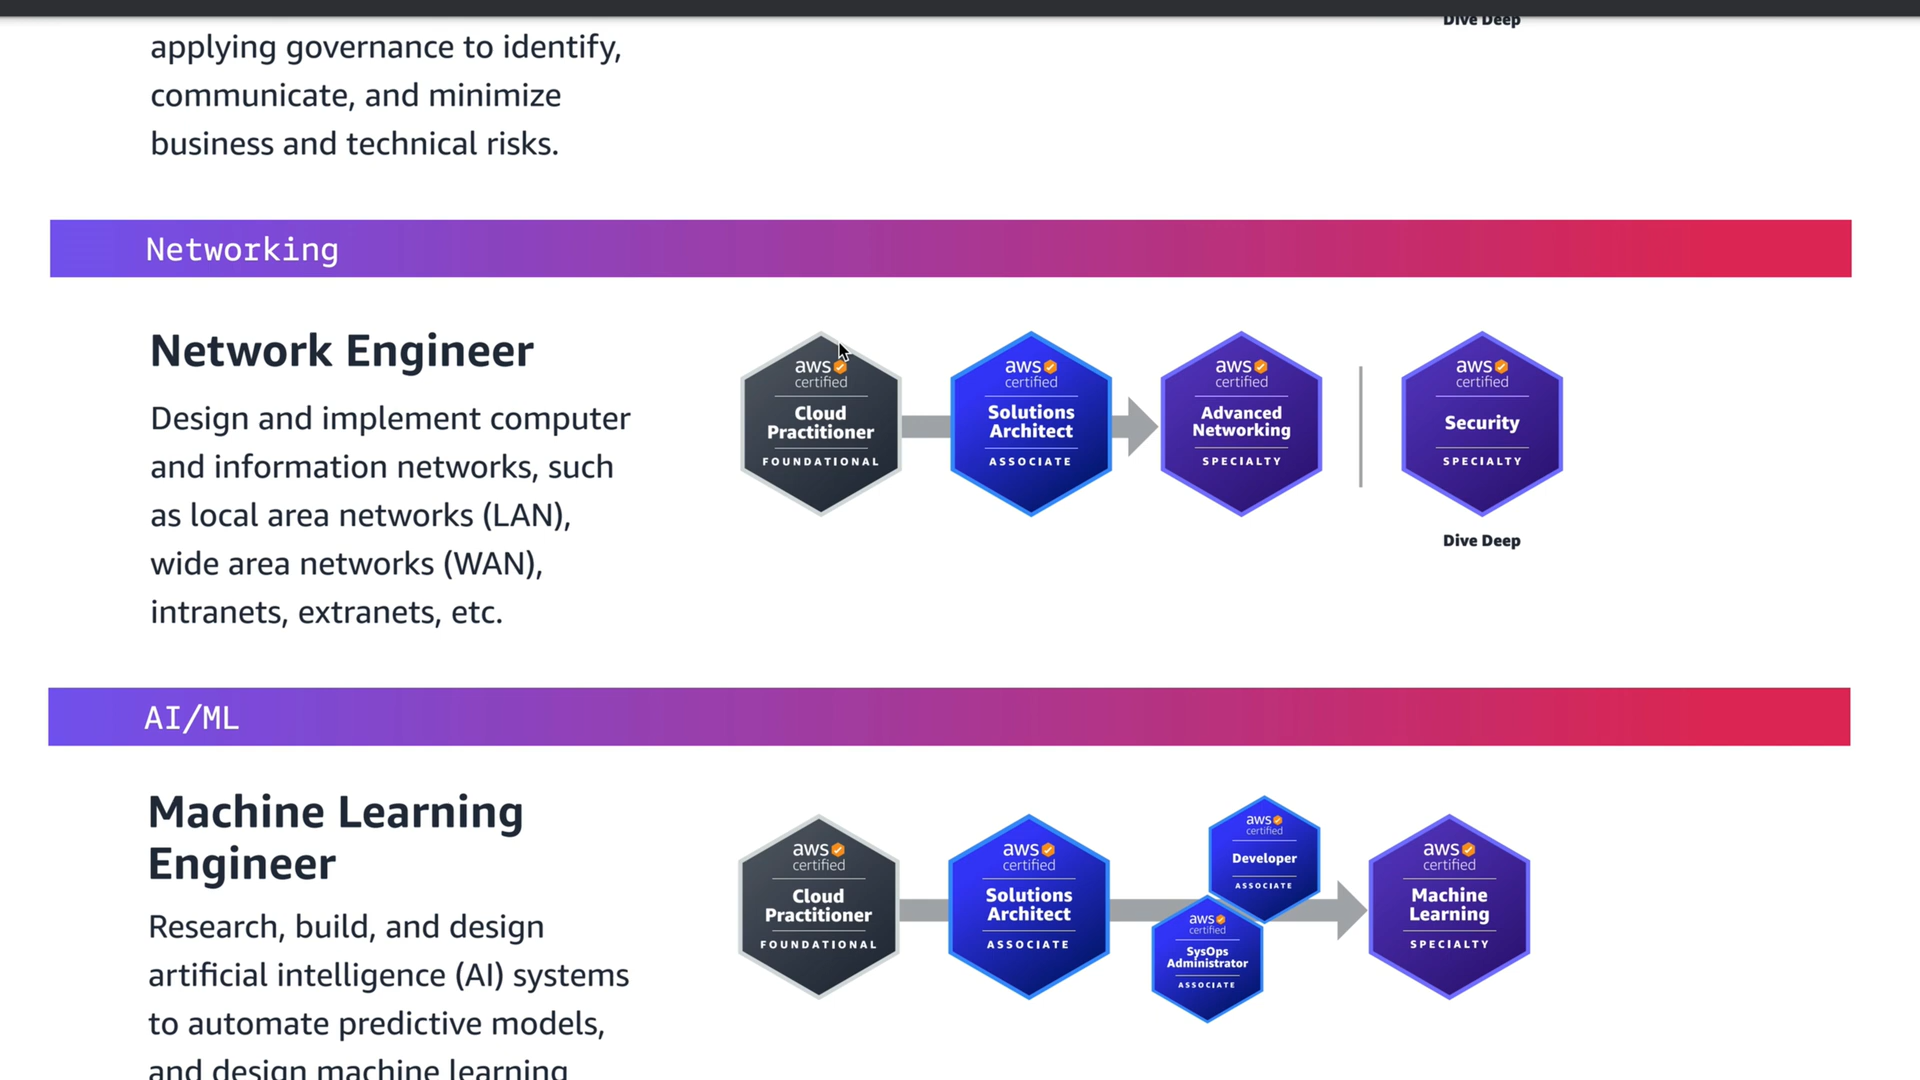 Dive Deep
applying governance to identify,
communicate, and minimize
business and technical risks.
Networking
Network Engineer
Design and implement computer
and information networks, such
as local area networks (LAN),
wide area networks (WAN),
intranets, extranets, etc.
aws
certified
Cloud
Practitioner
FOUNDATIONAL
aws
certified
Solutions
Architect
ASSOCIATE
aws
certified
Advanced
Networking
SPECIALTY
aws
certified
Security
SPECIALTY
Dive Deep
AI/ML
Machine Learning
Engineer
Research, build, and design
artificial intelligence (AI) systems
to automate predictive models,
and design machine learning
aws
certified
Cloud
Practitioner
FOUNDATIONAL
aws
certified
Solutions
Architect
ASSOCIATE
aws
certified
Developer
ASSOCIATE
aws
certified
SysOps
Administrator
ASSOCIATE
aws
certified
Machine
Learning
SPECIALTY